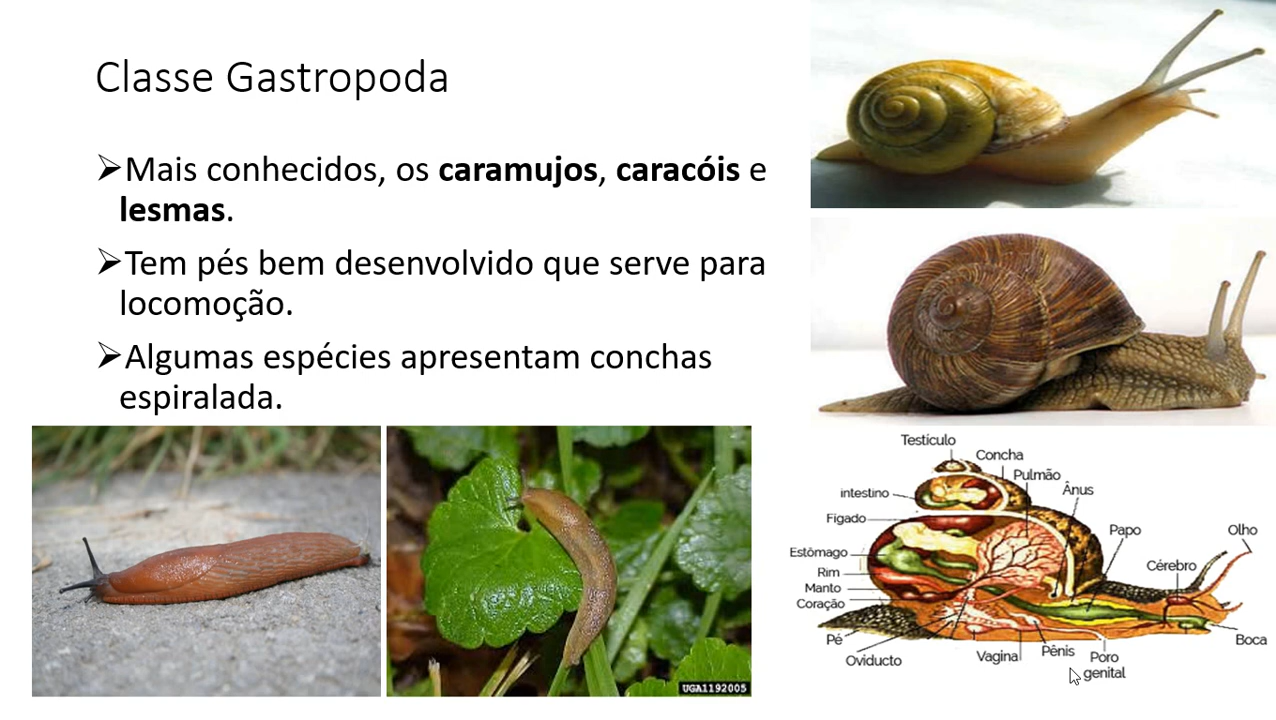 Classe Gastropoda
➢Mais conhecidos, os caramujos, caracóis e
lesmas.
➢Tem pés bem desenvolvido que serve para
locomoção.
➢Algumas espécies apresentam conchas
espiralada.
UGA1192005
Testículo
Concha
Pulmão
Ânus
intestino
Figado
Papo
Olho
Estômago
Cérebro
Rim
Manto
Coração
Pé
Boca
Oviducto
Vagina
Pênis
Poro
genital